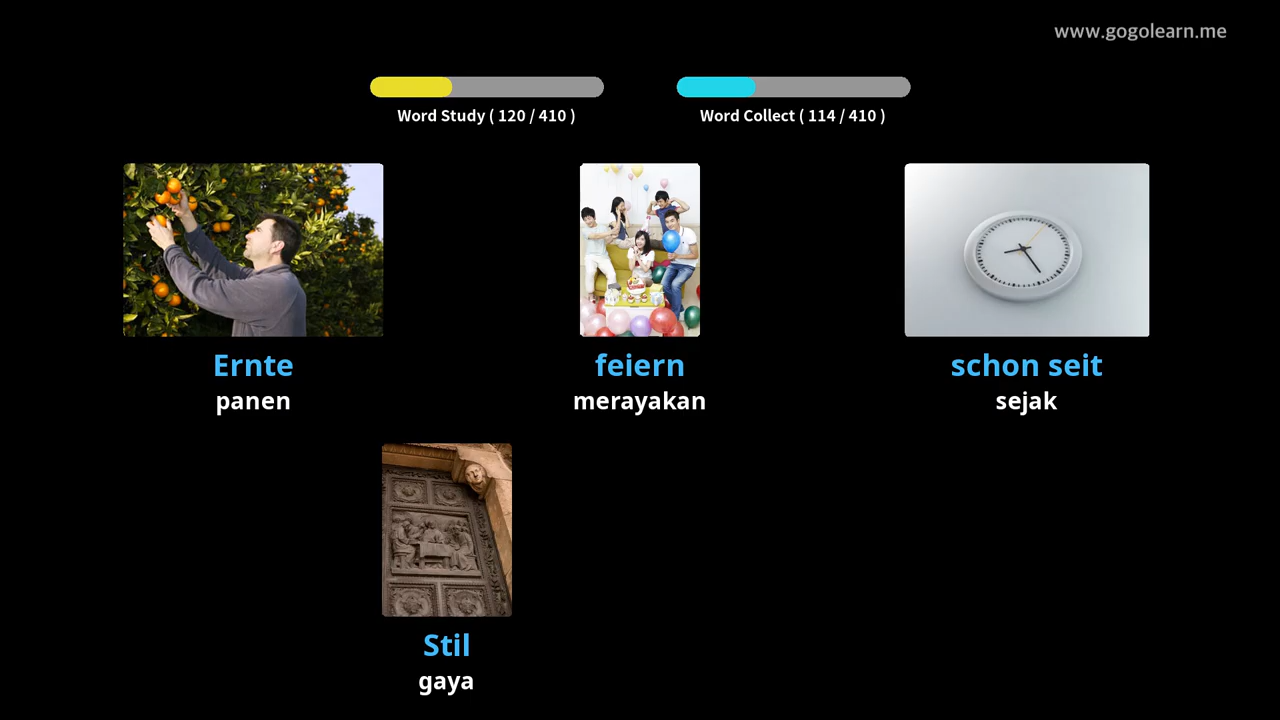 www.gogolearn.me
Word Study ( 120 / 410 )
Word Collect ( 114 / 410 )
Ernte
panen
feiern
merayakan
schon seit
sejak
Stil
gaya